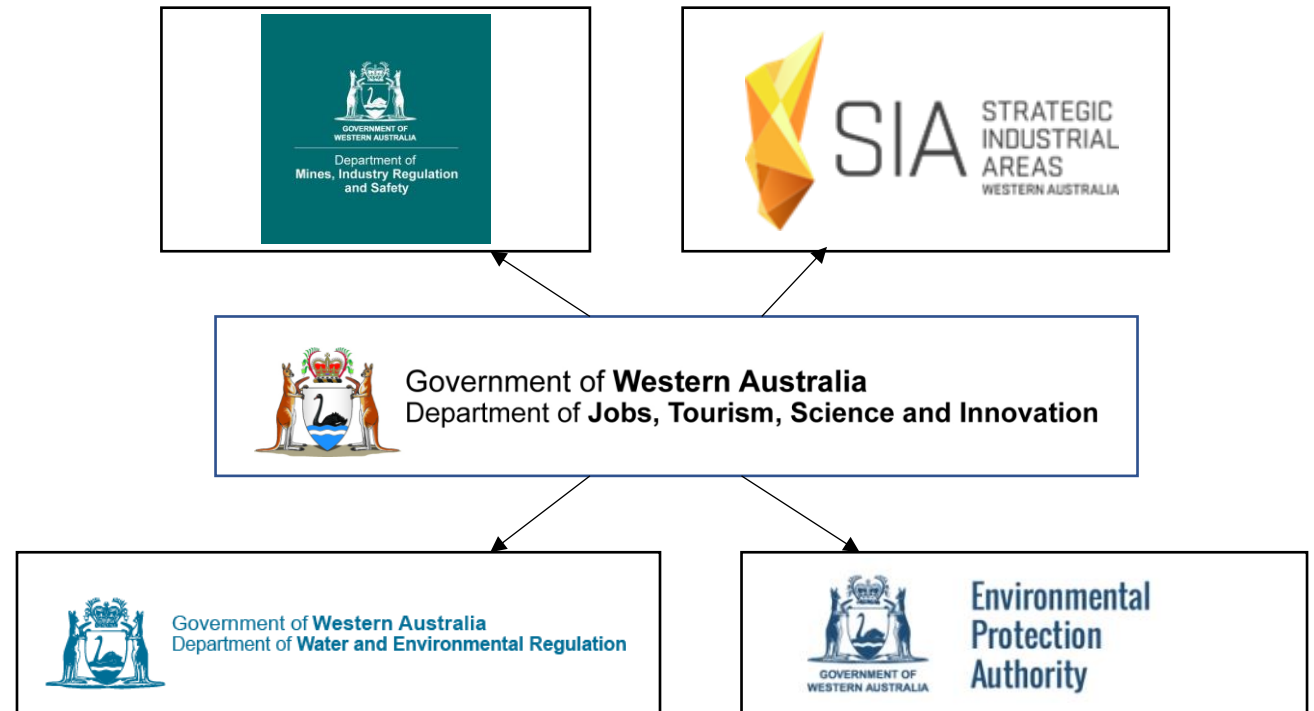 GOVERNMENT OF
WESTERN AUSTRALIA
Department of
Mines, Industry Regulation
and Safety
SIA
STRATEGIC
INDUSTRIAL
AREAS
WESTERN AUSTRALIA
Government of Western Australia
Department of Jobs, Tourism, Science and Innovation
Government of Western Australia
Department of Water and Environmental Regulation
GOVERNMENT OF
WESTERN AUSTRALIA
Environmental
Protection
Authority